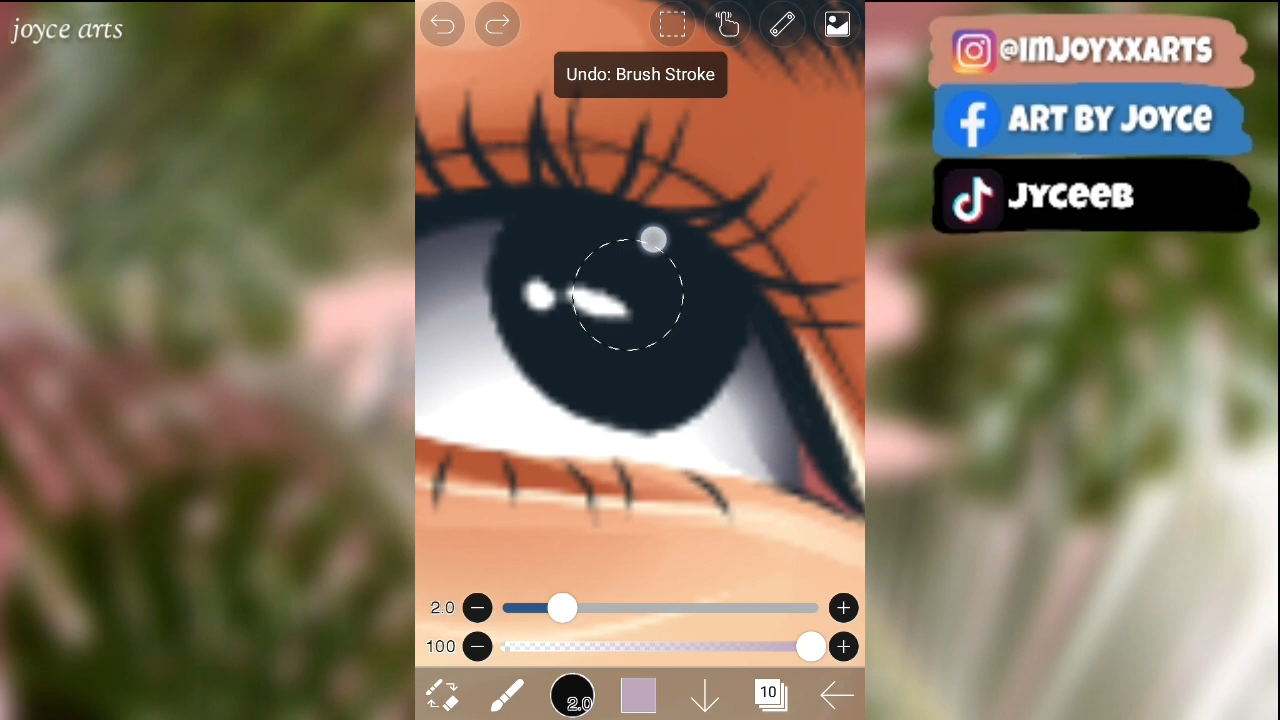 joyce arts
@IMJOYXXARTS
ART BY JOYCE
JYCEEB
Undo: Brush Stroke
2.0
100
2.0
10